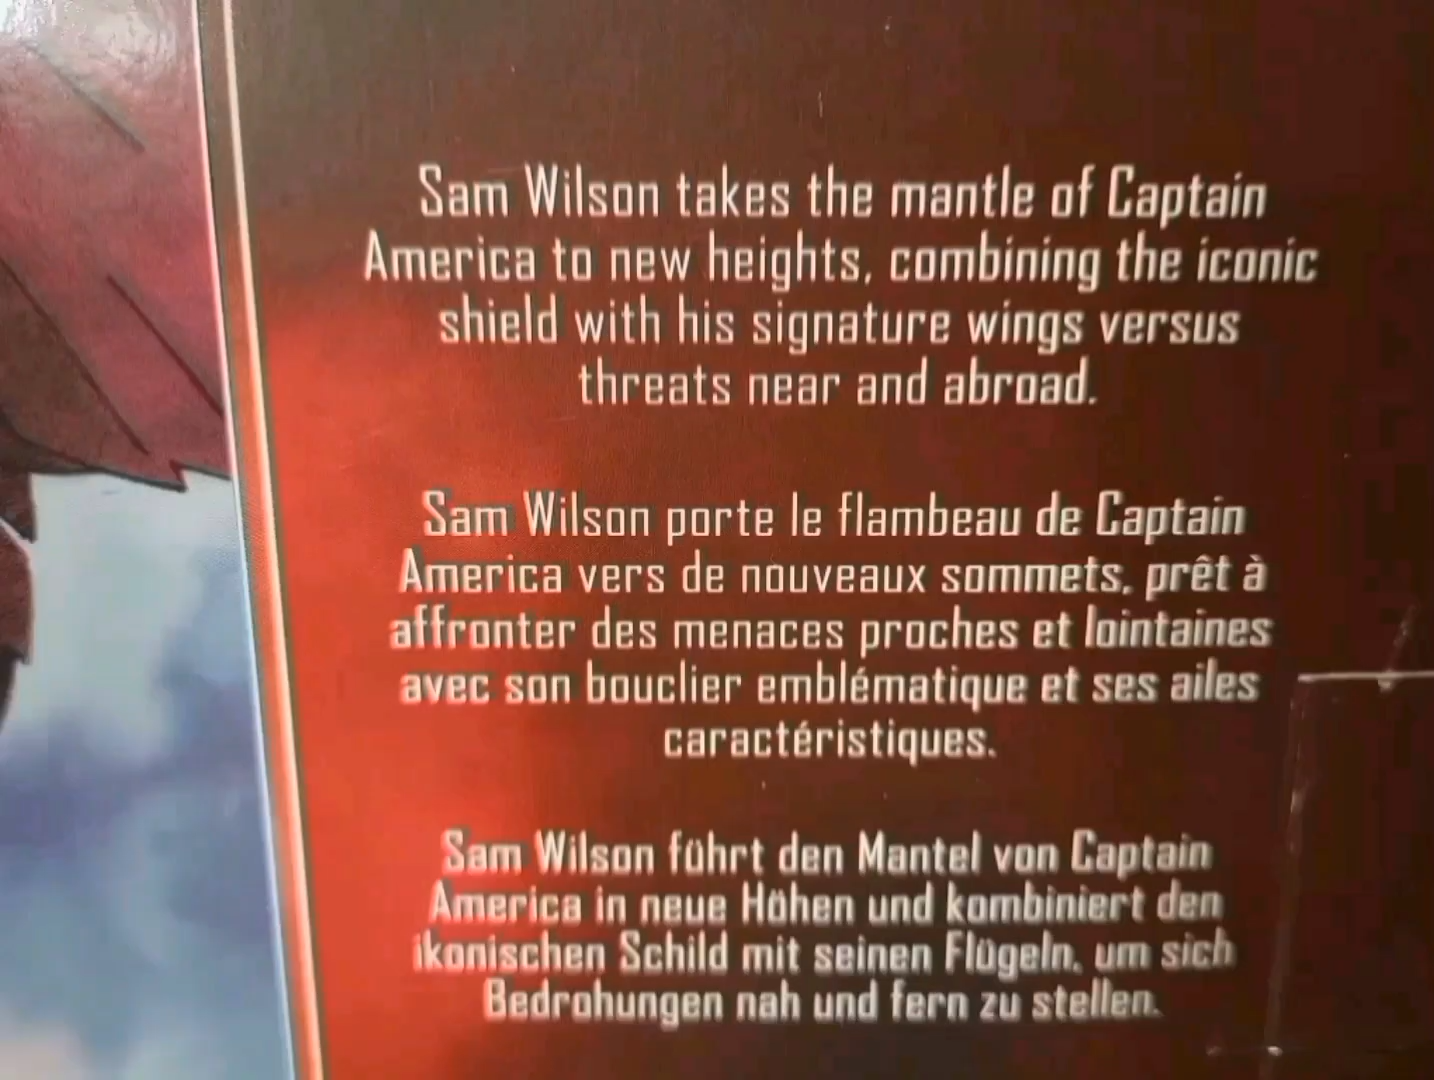 Sam Wilson takes the mantle of Captain
America to new heights, combining the iconic
shield with his signature wings versus
threats near and abroad.
Sam Wilson porte le flambeau de Captain
America vers de nouveaux sommets, prêt à
affronter des menaces proches et lointaines
avec son bouclier emblématique et ses ailes
caractéristiques.
Sam Wilson führt den Mantel von Captain
America in neue Höhen und kombiniert den
ikonischen Schild mit seinen Flügeln, um sich
Bedrohungen nah und fern zu stellen.